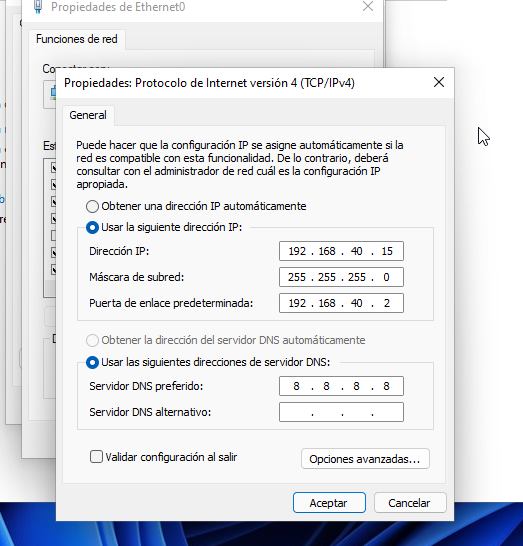 Propiedades de Ethernet0
Funciones de red
Propiedades: Protocolo de Internet versión 4 (TCP/IPv4)
General
Puede hacer que la configuración IP se asigne automáticamente si la
red es compatible con esta funcionalidad. De lo contrario, deberá
consultar con el administrador de red cuál es la configuración IP
apropiada.
Obtener una dirección IP automáticamente
Usar la siguiente dirección IP:
Dirección IP: 192 . 168 . 40 . 15
Máscara de subred: 255 . 255 . 255 . 0
Puerta de enlace predeterminada: 192 . 168 . 40 . 2
Obtener la dirección del servidor DNS automáticamente
Usar las siguientes direcciones de servidor DNS:
Servidor DNS preferido: 8 . 8 . 8 . 8
Servidor DNS alternativo: . . .
Validar configuración al salir
Opciones avanzadas...
Aceptar Cancelar